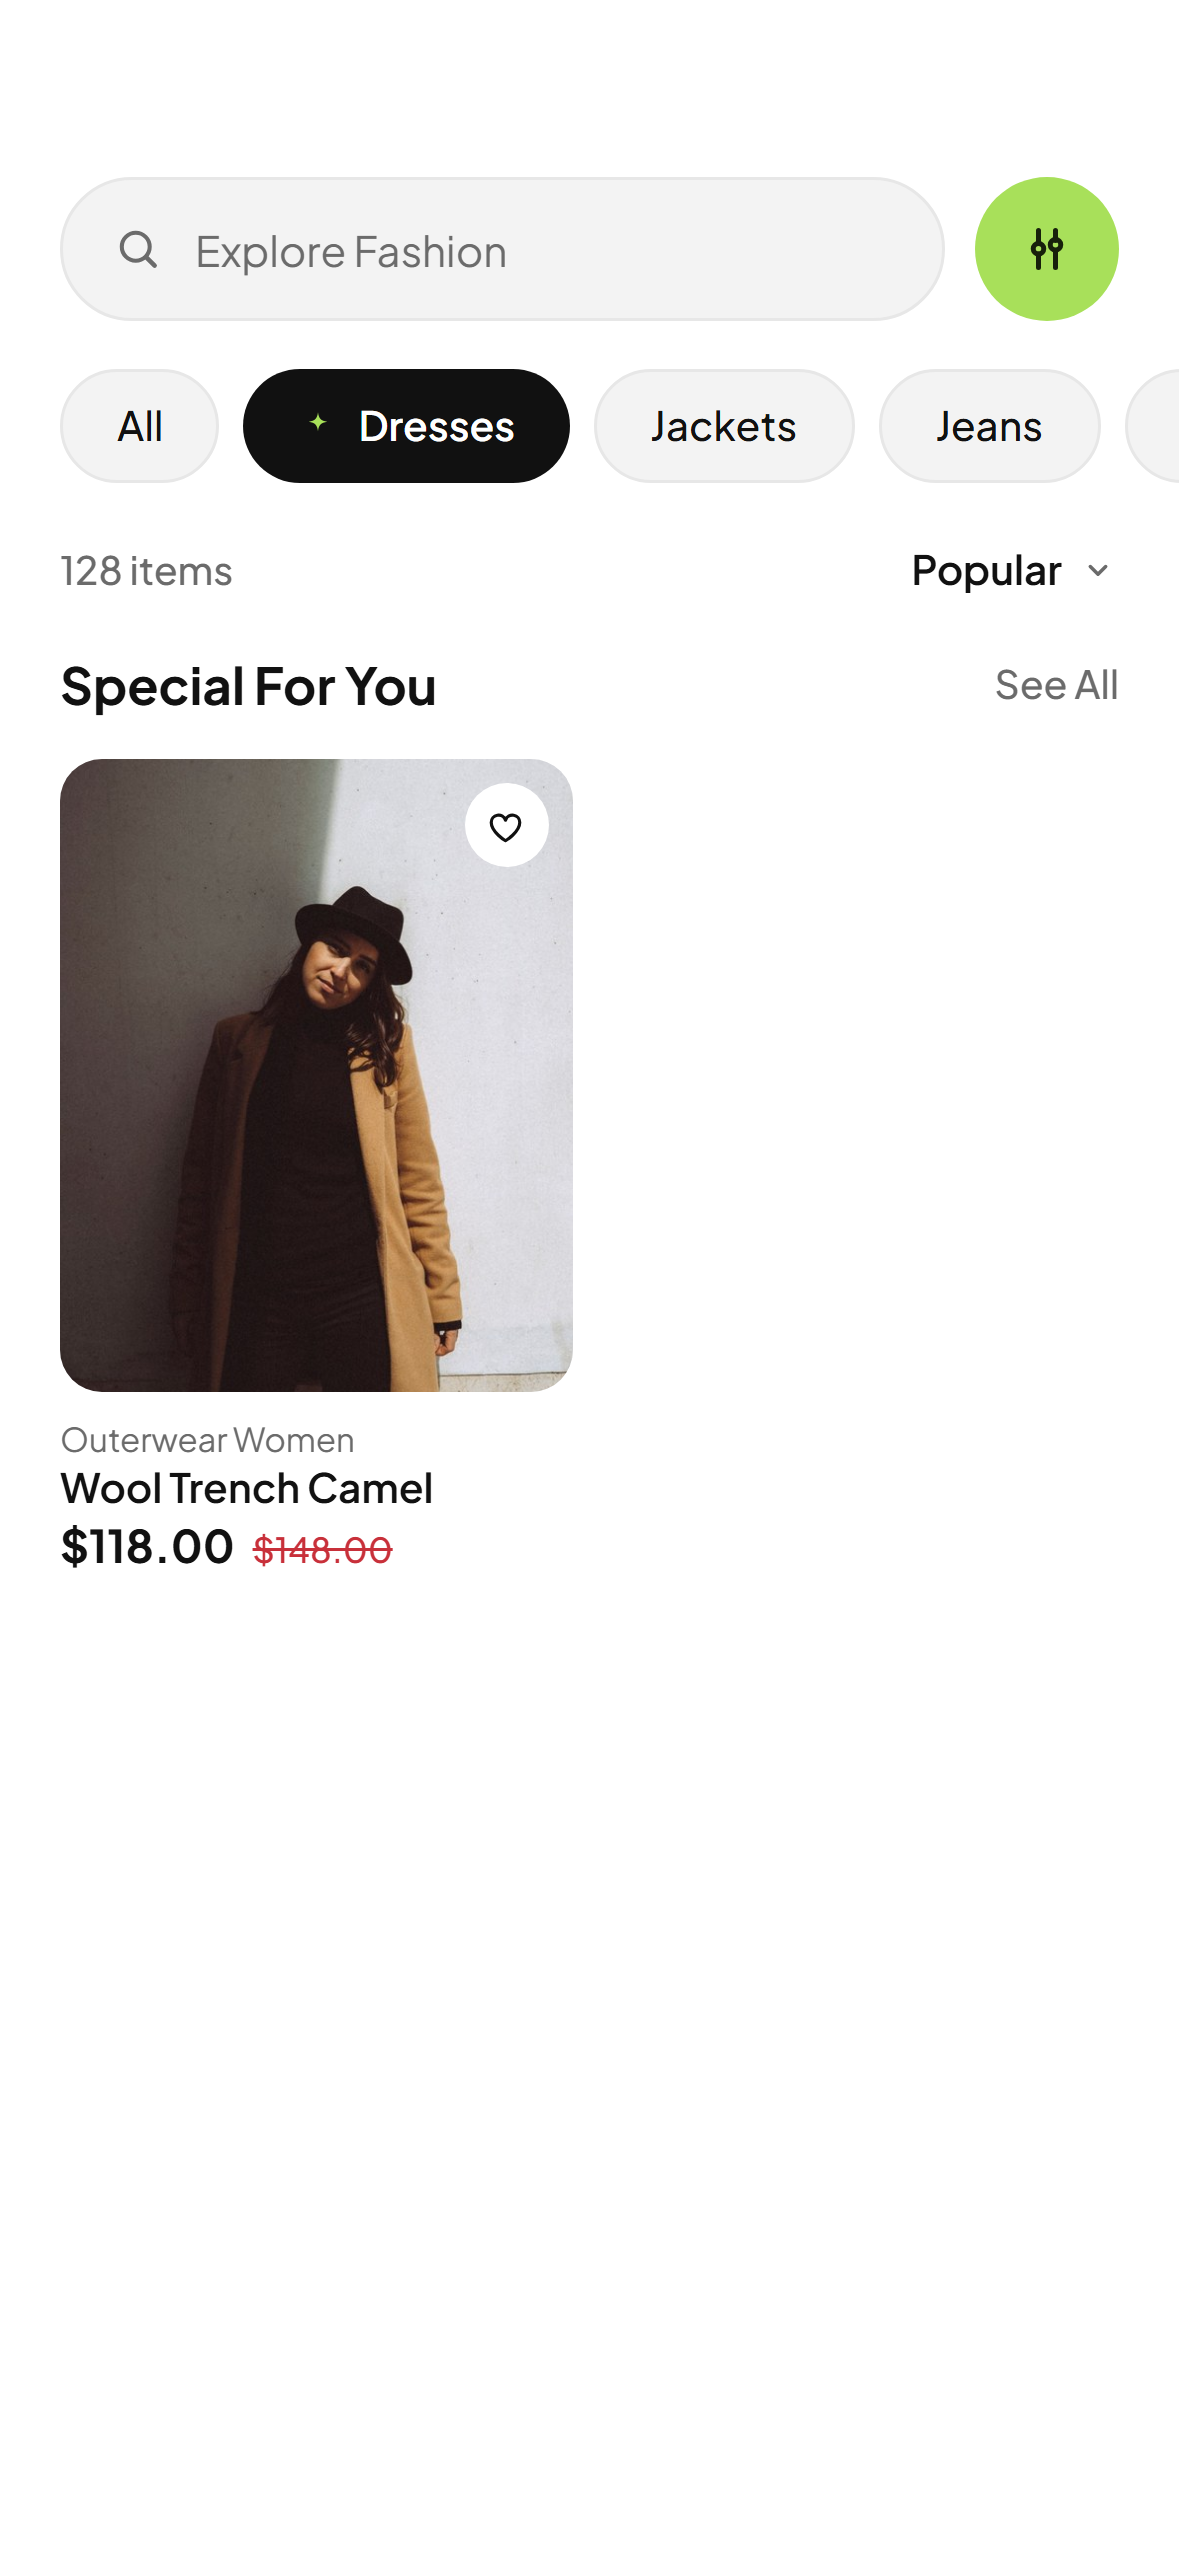 Explore Fashion
All Dresses Jackets Jeans
128 items Popular
Special For You See All
Outerwear Women
Wool Trench Camel
$118.00 $148.00